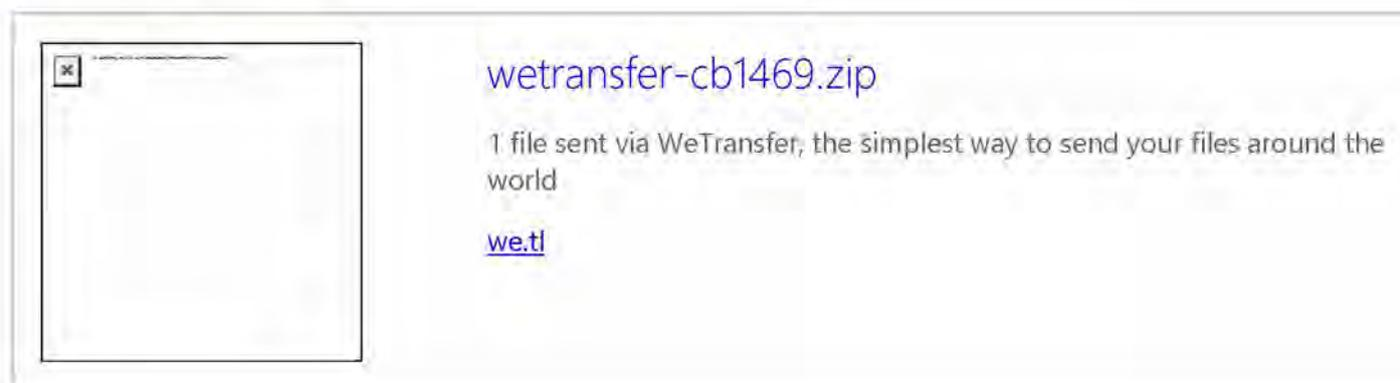 wetransfer-cb1469.zip
1 file sent via WeTransfer, the simplest way to send your files around the
world
we.tl